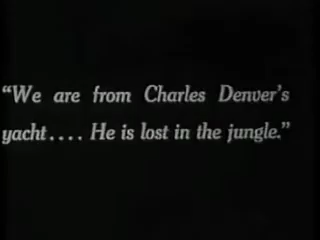 “We are from Charles Denver's
yacht.... He is lost in the jungle.”